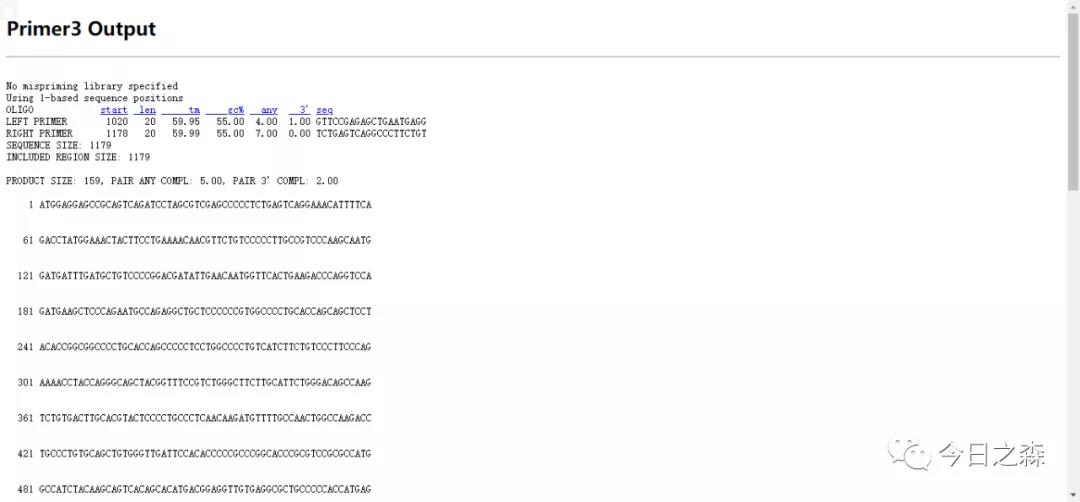 Primer3 Output
No mispriming library specified
Using 1-based sequence positions
OLIGO start len tm gc% any 3' seq
LEFT PRIMER 1020 20 59.95 55.00 4.00 1.00 GTTCCGAGAGCTGAATGAGG
RIGHT PRIMER 1178 20 59.99 55.00 7.00 0.00 TCTGAGTCAGGCCCTTCTGT
SEQUENCE SIZE: 1179
INCLUDED REGION SIZE: 1179
PRODUCT SIZE: 159, PAIR ANY COMPL: 5.00, PAIR 3' COMPL: 2.00
1 ATGGAGGAGCCGCAGTCAGATCCTAGCGTCGAGCCCCCTCTGAGTCAGGAAACATTTTCA
61 GACCTATGGAAACTACTTCCTGAAAACAACGTTCTGTCCCCCTTGCCGTCCCAAGCAATG
121 GATGATTTGATGCTGTCCCCGGACGATATTGAACAATGGTTCACTGAAGACCCAGGTCCA
181 GATGAAGCTCCCAGAATGCCAGAGGCTGCTCCCCCCGTGGCCCCTGCACCAGCAGCTCCT
241 ACACCGGCGGCCCCTGCACCAGCCCCCTCCTGGCCCCTGTCATCTTCTGTCCCTTCCCAG
301 AAAACCTACCAGGGCAGCTACGGTTTCCGTCTGGGCTTCTTGCATTCTGGGACAGCCAAG
361 TCTGTGACTTGCACGTACTCCCCTGCCCTCAACAAGATGTTTTGCCAACTGGCCAAGACC
421 TGCCCTGTGCAGCTGTGGGTTGATTCCACACCCCCGCCCGGCACCCGCGTCCGCGCCATG
481 GCCATCTACAAGCAGTCACAGCACATGACGGAGGTTGTGAGGCGCTGCCCCCACCATGAG
今日之森